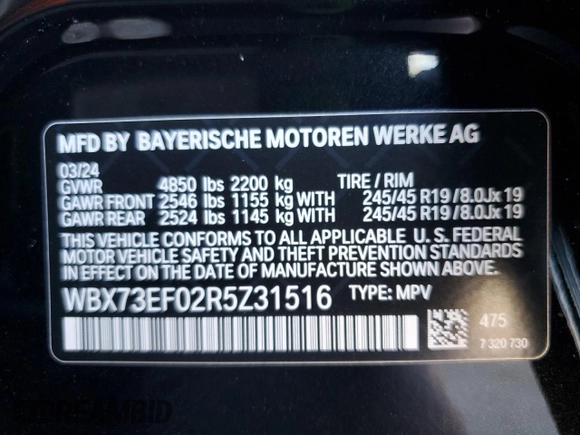 MFD BY BAYERISCHE MOTOREN WERKE AG
03/24
GVWR 4850 lbs 2200 kg TIRE / RIM
GAWR FRONT 2546 lbs 1155 kg WITH 245/45 R19/8.0Jx19
GAWR REAR 2524 lbs 1145 kg WITH 245/45 R19/8.0Jx19
THIS VEHICLE CONFORMS TO ALL APPLICABLE U. S. FEDERAL
MOTOR VEHICLE SAFETY AND THEFT PREVENTION STANDARDS
IN EFFECT ON THE DATE OF MANUFACTURE SHOWN ABOVE.
WBX73EF02R5Z31516 TYPE: MPV
475
7 320 730